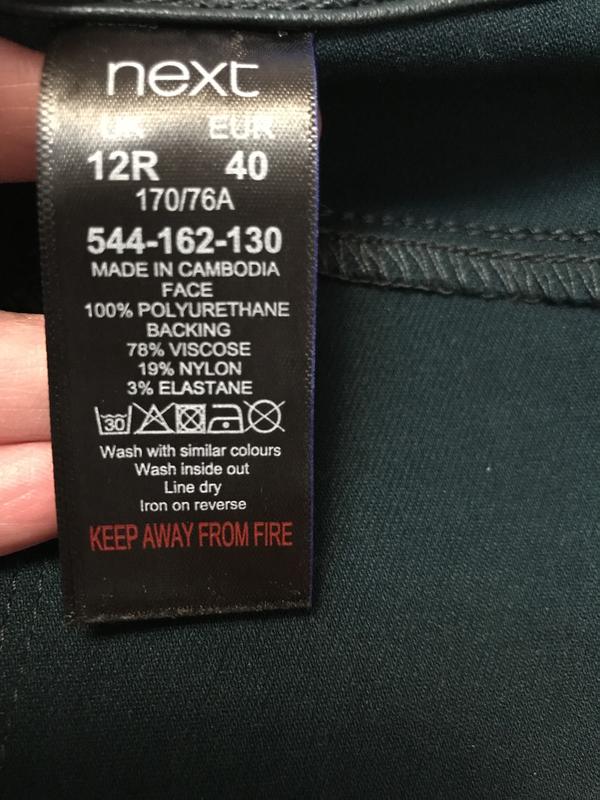 next
UK EUR
12R 40
170/76A
544-162-130
MADE IN CAMBODIA
FACE
100% POLYURETHANE
BACKING
78% VISCOSE
19% NYLON
3% ELASTANE
30
Wash with similar colours
Wash inside out
Line dry
Iron on reverse
KEEP AWAY FROM FIRE